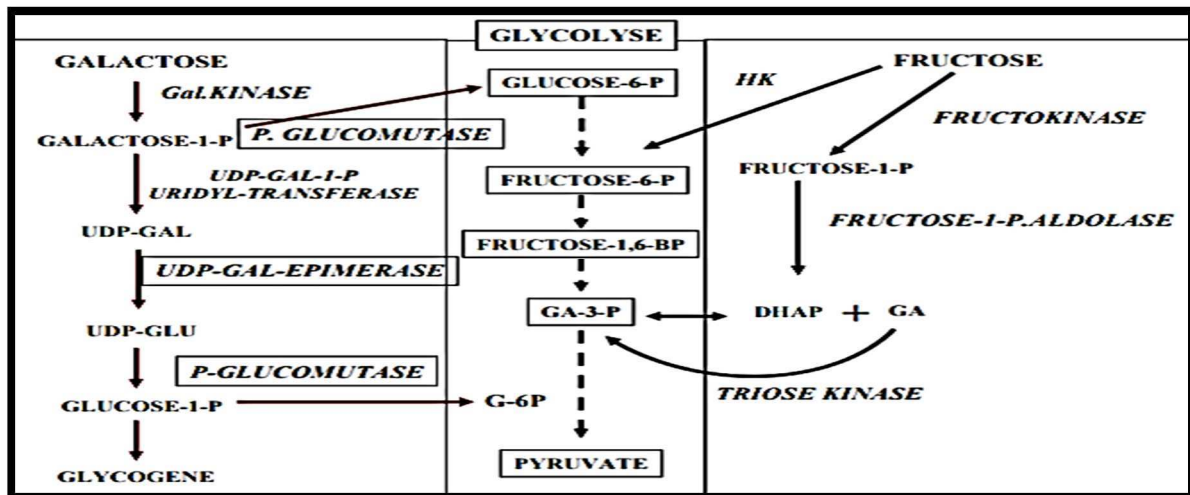 GLYCOLYSE
GALACTOSE
Gal.KINASE
GALACTOSE-1-P
P. GLUCOMUTASE
UDP-GAL-1-P
URIDYL-TRANSFERASE
UDP-GAL
UDP-GAL-EPIMERASE
UDP-GLU
P-GLUCOMUTASE
GLUCOSE-1-P
GLYCOGENE
GLUCOSE-6-P
FRUCTOSE-6-P
FRUCTOSE-1,6-BP
GA-3-P
G-6P
PYRUVATE
FRUCTOSE
HK
FRUCTOKINASE
FRUCTOSE-1-P
FRUCTOSE-1-P.ALDOLASE
DHAP + GA
TRIOSE KINASE